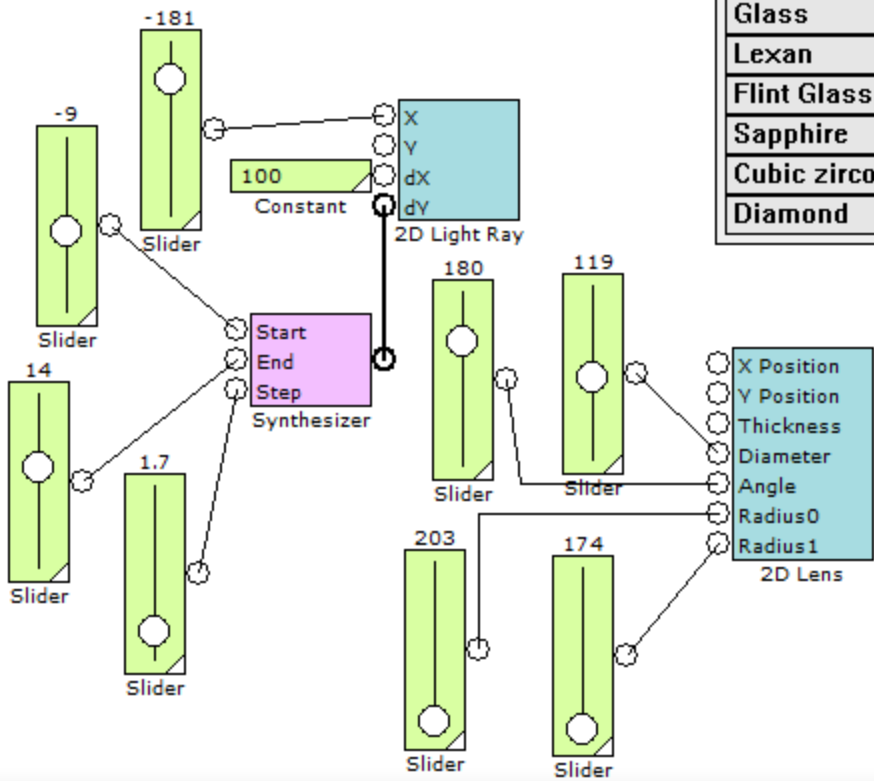 -181
Slider
-9
Slider
X
Y
dX
dY
2D Light Ray
100
Constant
Start
End
Step
Synthesizer
14
Slider
1.7
Slider
180
Slider
119
Slider
203
Slider
174
Slider
X Position
Y Position
Thickness
Diameter
Angle
Radius0
Radius1
2D Lens
Glass
Lexan
Flint Glass
Sapphire
Cubic zirco
Diamond